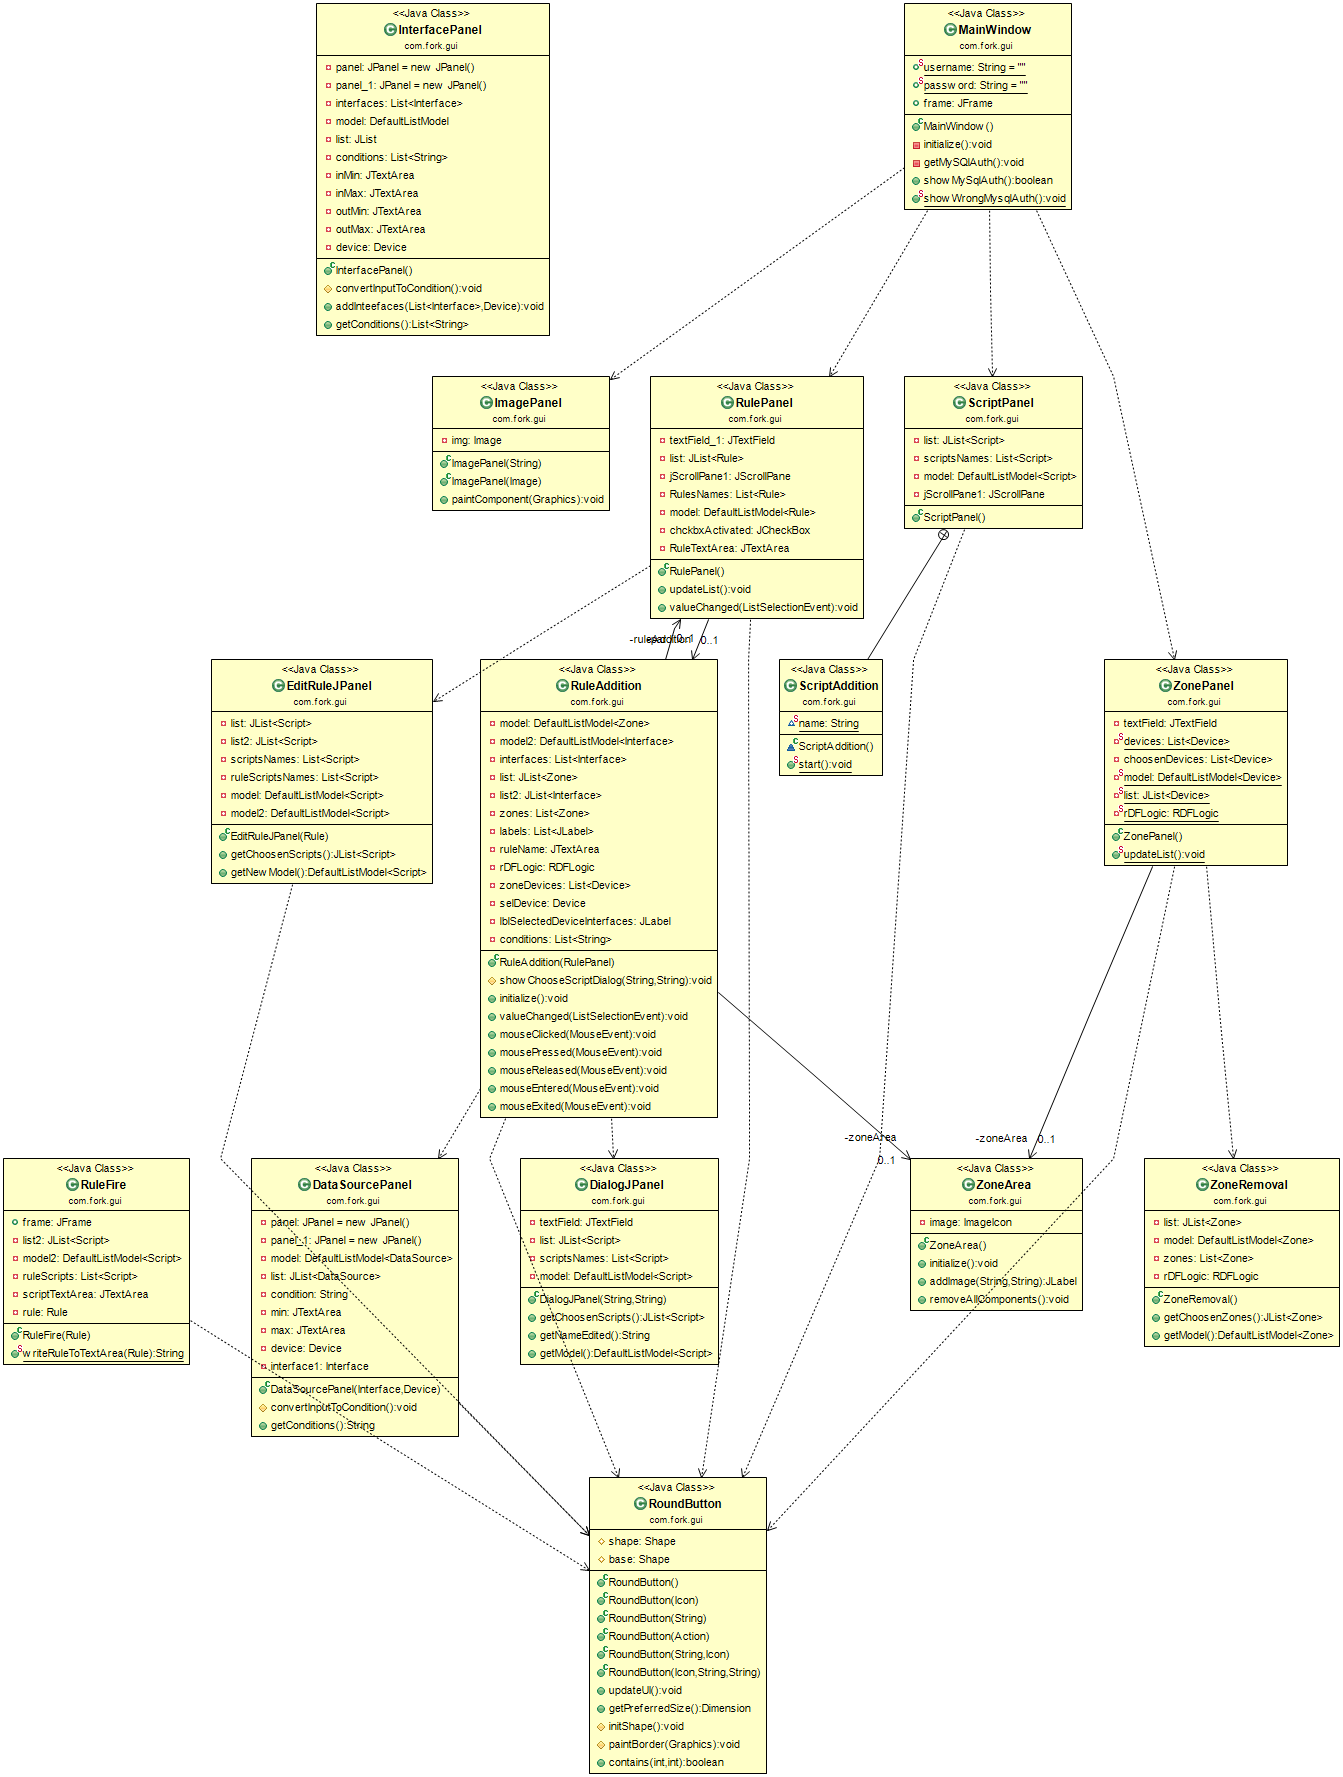 <<Java Class>>
InterfacePanel
com.fork.gui
panel: JPanel = new JPanel()
panel_1: JPanel = new JPanel()
interfaces: List<Interface>
model: DefaultListModel
list: JList
conditions: List<String>
inMin: JTextArea
inMax: JTextArea
outMin: JTextArea
outMax: JTextArea
device: Device
InterfacePanel()
convertInputToCondition():void
addInteefaces(List<Interface>,Device):void
getConditions():List<String>
<<Java Class>>
MainWindow
com.fork.gui
username: String = ""
password: String = ""
frame: JFrame
MainWindow()
initialize():void
getMySQlAuth():void
showMySqlAuth():boolean
showWrongMysqlAuth():void
<<Java Class>>
ImagePanel
com.fork.gui
img: Image
ImagePanel(String)
ImagePanel(Image)
paintComponent(Graphics):void
<<Java Class>>
RulePanel
com.fork.gui
textField_1: JTextField
list: JList<Rule>
jScrollPane1: JScrollPane
RulesNames: List<Rule>
model: DefaultListModel<Rule>
chckbxActivated: JCheckBox
RuleTextArea: JTextArea
RulePanel()
updateList():void
valueChanged(ListSelectionEvent):void
<<Java Class>>
ScriptPanel
com.fork.gui
list: JList<Script>
scriptsNames: List<Script>
model: DefaultListModel<Script>
jScrollPane1: JScrollPane
ScriptPanel()
0..1
0..1
<<Java Class>>
EditRuleJPanel
com.fork.gui
list: JList<Script>
list2: JList<Script>
scriptsNames: List<Script>
ruleScriptsNames: List<Script>
model: DefaultListModel<Script>
model2: DefaultListModel<Script>
EditRuleJPanel(Rule)
getChoosenScripts():JList<Script>
getNewModel():DefaultListModel<Script>
<<Java Class>>
RuleAddition
com.fork.gui
model: DefaultListModel<Zone>
model2: DefaultListModel<Interface>
interfaces: List<Interface>
list: JList<Zone>
list2: JList<Interface>
zones: List<Zone>
labels: List<JLabel>
ruleName: JTextArea
rDFLogic: RDFLogic
zoneDevices: List<Device>
selDevice: Device
lblSelectedDeviceInterfaces: JLabel
conditions: List<String>
RuleAddition(RulePanel)
showChooseScriptDialog(String,String):void
initialize():void
valueChanged(ListSelectionEvent):void
mouseClicked(MouseEvent):void
mousePressed(MouseEvent):void
mouseReleased(MouseEvent):void
mouseEntered(MouseEvent):void
mouseExited(MouseEvent):void
<<Java Class>>
ScriptAddition
com.fork.gui
name: String
ScriptAddition()
start():void
<<Java Class>>
ZonePanel
com.fork.gui
textField: JTextField
devices: List<Device>
choosenDevices: List<Device>
model: DefaultListModel<Device>
list: JList<Device>
rDFLogic: RDFLogic
ZonePanel()
updateList():void
-zoneArea
0..1
-zoneArea
0..1
<<Java Class>>
RuleFire
com.fork.gui
frame: JFrame
list2: JList<Script>
model2: DefaultListModel<Script>
ruleScripts: List<Script>
scriptTextArea: JTextArea
rule: Rule
RuleFire(Rule)
writeRuleToTextArea(Rule):String
<<Java Class>>
DataSourcePanel
com.fork.gui
panel: JPanel = new JPanel()
panel_1: JPanel = new JPanel()
model: DefaultListModel<DataSource>
list: JList<DataSource>
condition: String
min: JTextArea
max: JTextArea
device: Device
interface1: Interface
DataSourcePanel(Interface,Device)
convertInputToCondition():void
getConditions():String
<<Java Class>>
DialogJPanel
com.fork.gui
textField: JTextField
list: JList<Script>
scriptsNames: List<Script>
model: DefaultListModel<Script>
DialogJPanel(String,String)
getChoosenScripts():JList<Script>
getNameEdited():String
getModel():DefaultListModel<Script>
<<Java Class>>
ZoneArea
com.fork.gui
image: ImageIcon
ZoneArea()
initialize():void
addImage(String,String):JLabel
removeAllComponents():void
<<Java Class>>
ZoneRemoval
com.fork.gui
list: JList<Zone>
model: DefaultListModel<Zone>
zones: List<Zone>
rDFLogic: RDFLogic
ZoneRemoval()
getChoosenZones():JList<Zone>
getModel():DefaultListModel<Zone>
<<Java Class>>
RoundButton
com.fork.gui
shape: Shape
base: Shape
RoundButton()
RoundButton(Icon)
RoundButton(String)
RoundButton(Action)
RoundButton(String,Icon)
RoundButton(Icon,String,String)
updateUI():void
getPreferredSize():Dimension
initShape():void
paintBorder(Graphics):void
contains(int,int):boolean